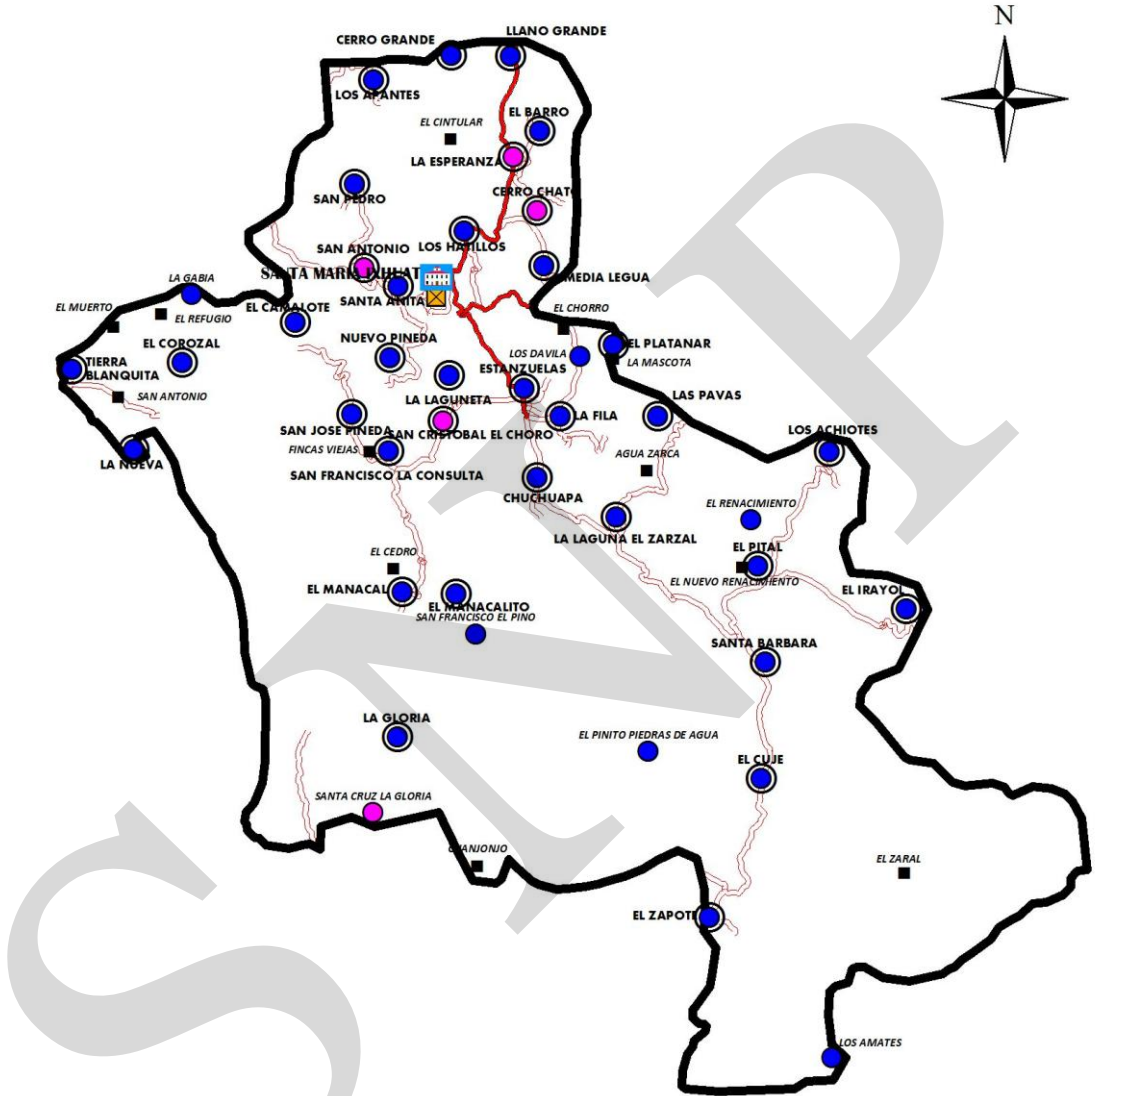 N
LLANO GRANDE
CERRO GRANDE
LOS APANTES
EL BARRO
EL CINTULAR
LA ESPERANZA
CERRO CHATO
SAN PEDRO
SAN ANTONIO
LOS HATILLOS
SANTA MARIA IXHUAT
MEDIA LEGUA
LA GABIA
SANTA ANITA
EL MUERTO
EL REFUGIO
EL CAMALOTE
EL CHORRO
EL COROZAL
NUEVO PINEDA
LOS DAVILA
EL PLATANAR
LA MASCOTA
TIERRA
BLANQUITA
ESTANZUELAS
SAN ANTONIO
LA LAGUNETA
LAS PAVAS
LA FILA
SAN JOSE PINEDA
SAN CRISTOBAL EL CHORO
LOS ACHIOTES
FINCAS VIEJAS
AGUA ZARCA
LA NUEVA
SAN FRANCISCO LA CONSULTA
CHUCHUAPA
EL RENACIMIENTO
LA LAGUNA EL ZARZAL
EL PITAL
EL CEDRO
EL NUEVO RENACIMIENTO
EL MANACAL
EL IRAYOL
EL MANACALITO
SAN FRANCISCO EL PINO
SANTA BARBARA
LA GLORIA
EL PINITO PIEDRAS DE AGUA
EL CUJE
SANTA CRUZ LA GLORIA
GUANJONJO
EL ZARAL
EL ZAPOTE
LOS AMATES
SNIP